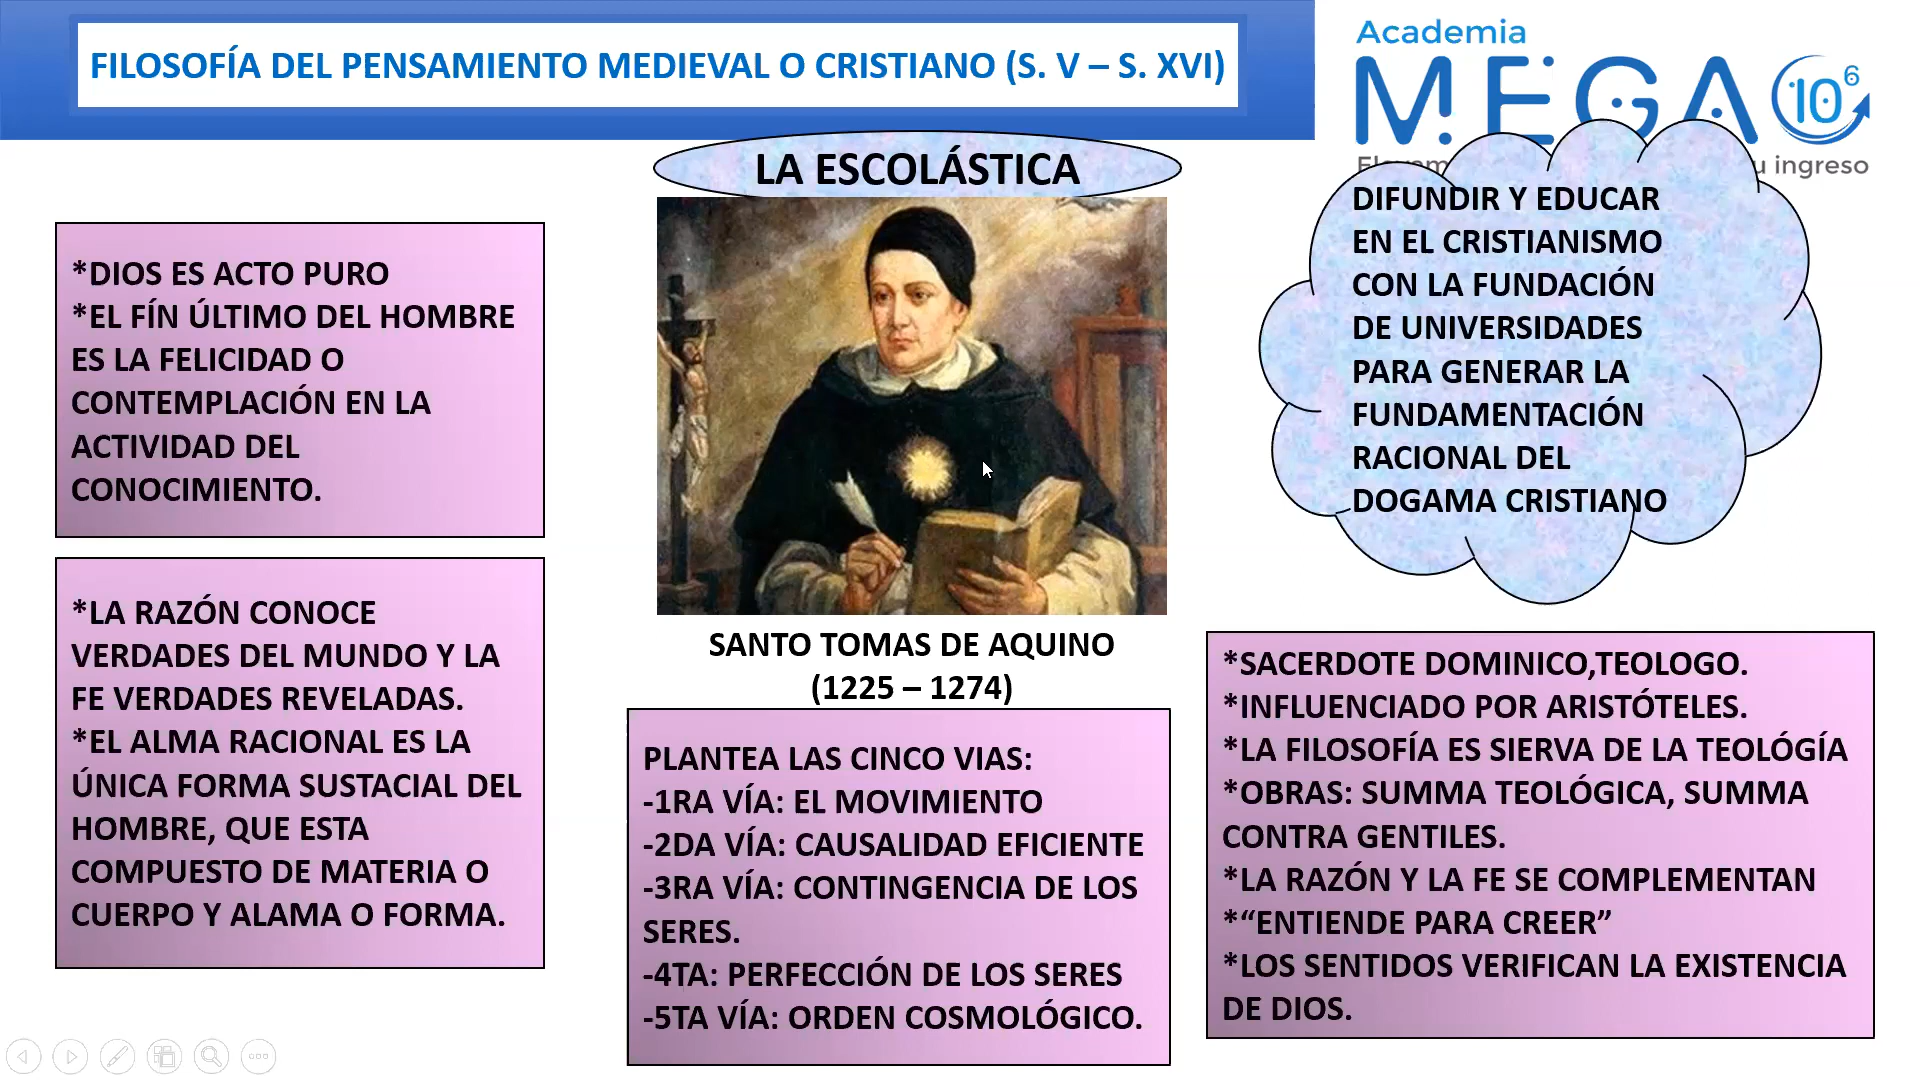 FILOSOFÍA DEL PENSAMIENTO MEDIEVAL O CRISTIANO (S. V – S. XVI)
Academia
MEGA 10⁶
u ingreso
LA ESCOLÁSTICA
*DIOS ES ACTO PURO
*EL FÍN ÚLTIMO DEL HOMBRE
ES LA FELICIDAD O
CONTEMPLACIÓN EN LA
ACTIVIDAD DEL
CONOCIMIENTO.
*LA RAZÓN CONOCE
VERDADES DEL MUNDO Y LA
FE VERDADES REVELADAS.
*EL ALMA RACIONAL ES LA
ÚNICA FORMA SUSTACIAL DEL
HOMBRE, QUE ESTA
COMPUESTO DE MATERIA O
CUERPO Y ALAMA O FORMA.
SANTO TOMAS DE AQUINO
(1225 – 1274)
PLANTEA LAS CINCO VIAS:
-1RA VÍA: EL MOVIMIENTO
-2DA VÍA: CAUSALIDAD EFICIENTE
-3RA VÍA: CONTINGENCIA DE LOS
SERES.
-4TA: PERFECCIÓN DE LOS SERES
-5TA VÍA: ORDEN COSMOLÓGICO.
DIFUNDIR Y EDUCAR
EN EL CRISTIANISMO
CON LA FUNDACIÓN
DE UNIVERSIDADES
PARA GENERAR LA
FUNDAMENTACIÓN
RACIONAL DEL
DOGAMA CRISTIANO
*SACERDOTE DOMINICO,TEOLOGO.
*INFLUENCIADO POR ARISTÓTELES.
*LA FILOSOFÍA ES SIERVA DE LA TEOLÓGÍA
*OBRAS: SUMMA TEOLÓGICA, SUMMA
CONTRA GENTILES.
*LA RAZÓN Y LA FE SE COMPLEMENTAN
*“ENTIENDE PARA CREER”
*LOS SENTIDOS VERIFICAN LA EXISTENCIA
DE DIOS.